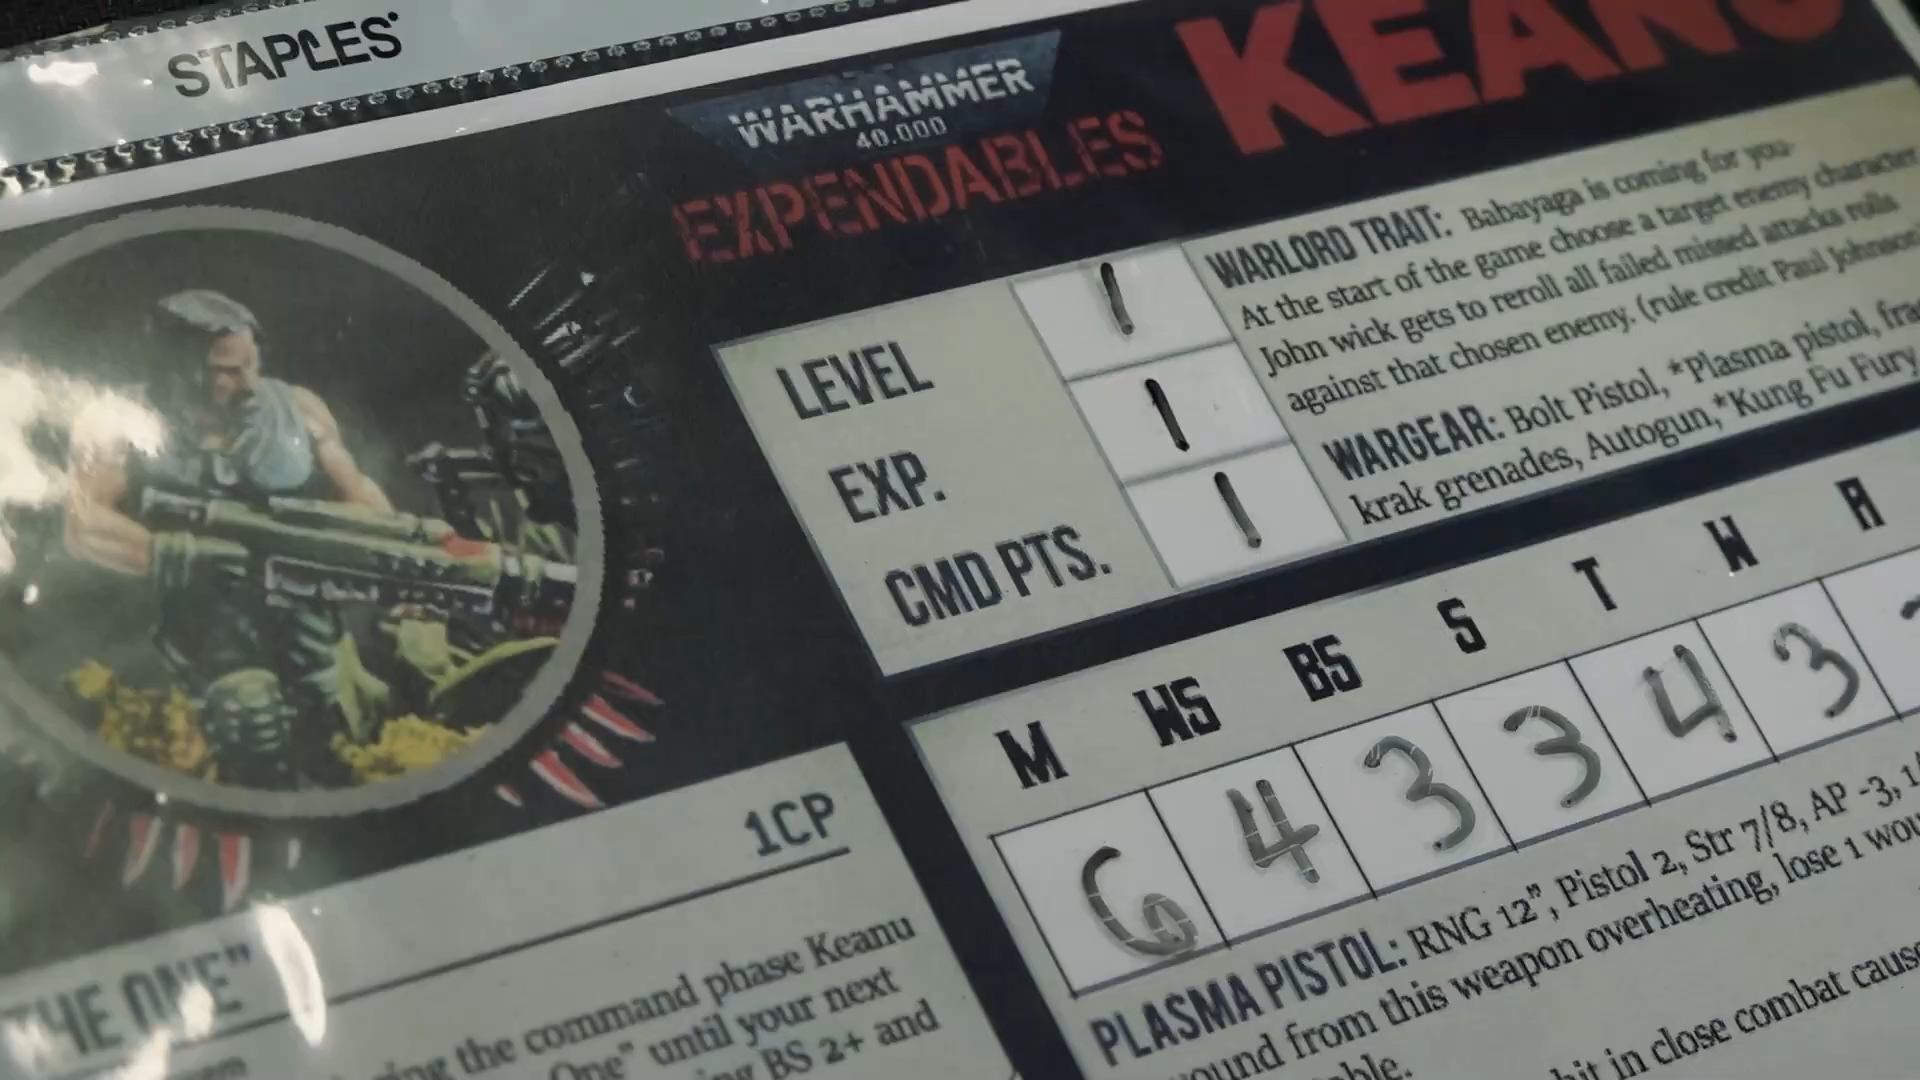 STAPLES
WARHAMMER
40.000
EXPENDABLES
KEANU
LEVEL 1
EXP. 1
CMD PTS. 1
WARLORD TRAIT: Babayaga is coming for you-
At the start of the game choose a target enemy character
John wick gets to reroll all failed missed attacks rolls
against that chosen enemy. (rule credit Paul Johnson)
WARGEAR: Bolt Pistol, *Plasma pistol,
krak grenades, Autogun,*Kung Fu Fury
M WS BS S T W A
6 4 3 3 4 3
PLASMA PISTOL: RNG 12", Pistol 2, Str 7/8, AP -3,
from this weapon overheating, lose 1
hit in close combat
1CP
THE ONE"
the command phase Keanu
One" until your next
BS 2+ and